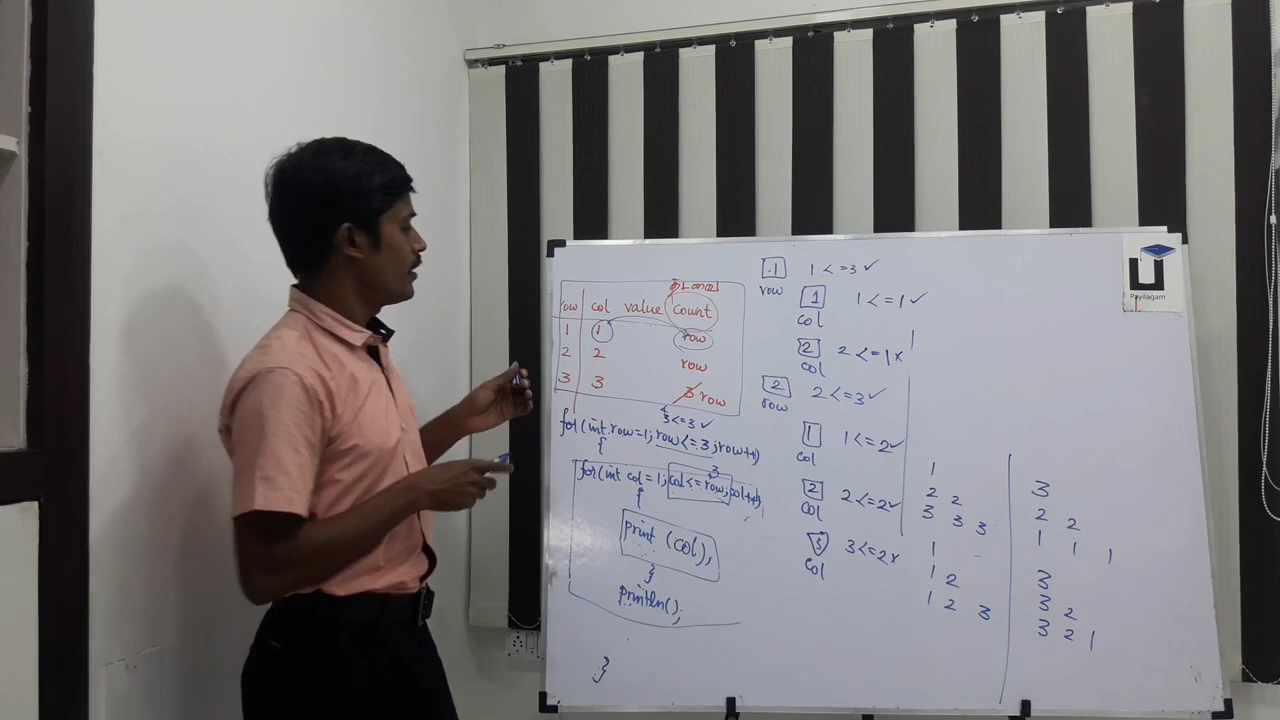 row col value count
1 1 row
2 2 row
3 3 3 row
3<=3 ✓
for(int row=1; row<=3; row++)
{
3
for(int col=1; col<=row; col++)
{
print (col);
}
println();
}
1 1<=3 ✓
row
1 1<=1 ✓
col
2 2<=1 x
col
2 2<=3 ✓
row
1 1<=2 ✓
col
2 2<=2 ✓
col
3 3<=2 x
col
1
2 2
3 3 3
1
1 2
1 2 3
3
2 2
1 1 1
3
3 2
3 2 1
Payilagam